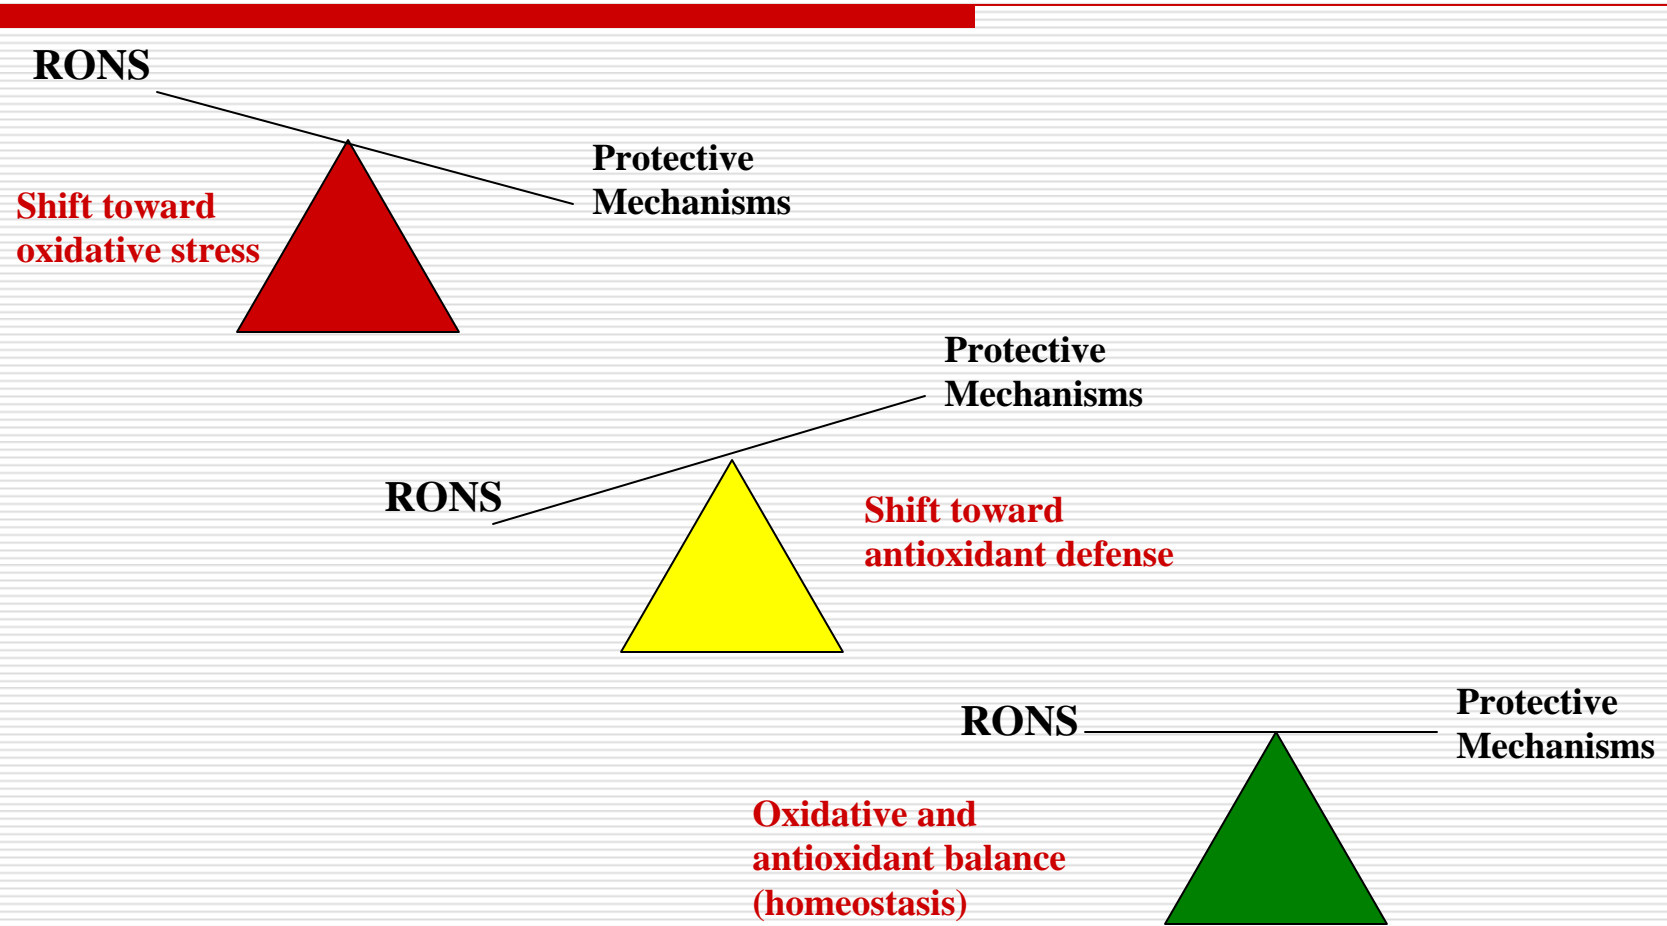 RONS
Protective
Mechanisms
Shift toward
oxidative stress
Protective
Mechanisms
RONS
Shift toward
antioxidant defense
RONS
Protective
Mechanisms
Oxidative and
antioxidant balance
(homeostasis)